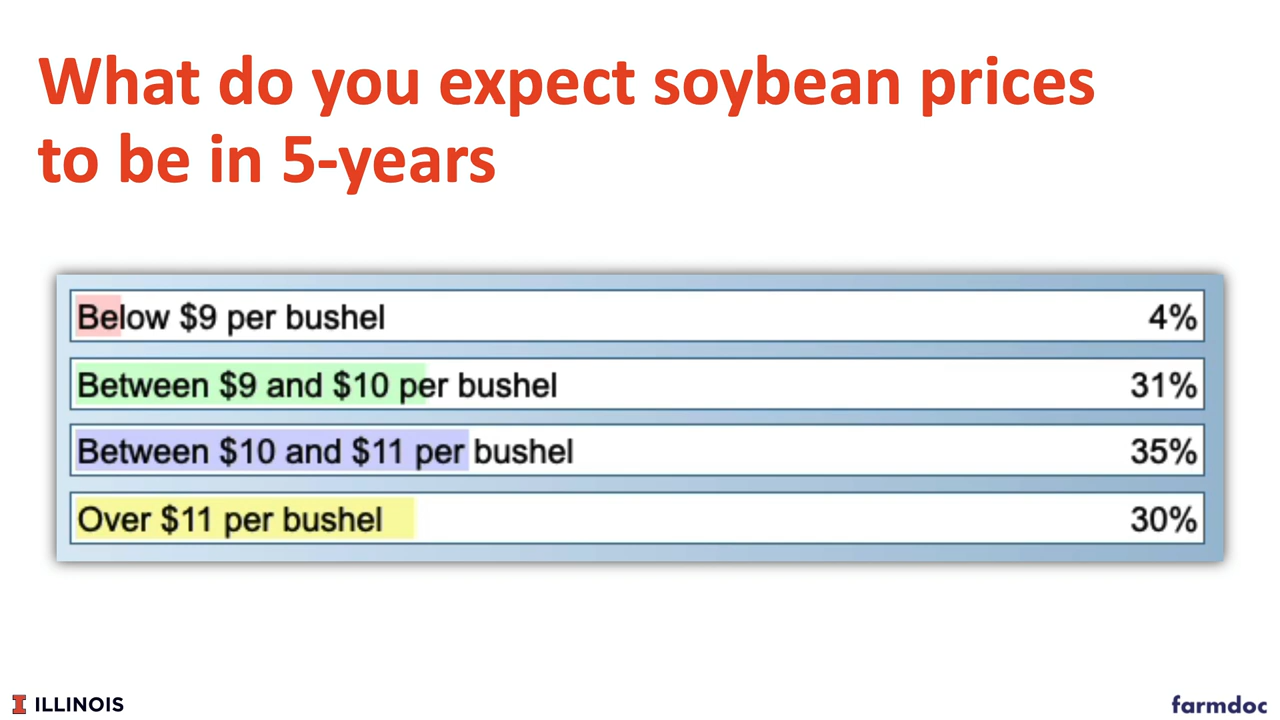 What do you expect soybean prices
to be in 5-years
Below $9 per bushel 4%
Between $9 and $10 per bushel 31%
Between $10 and $11 per bushel 35%
Over $11 per bushel 30%
I ILLINOIS farmdoc